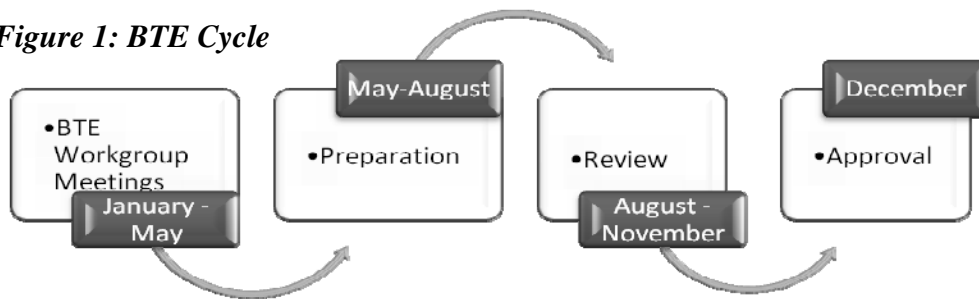 Figure 1: BTE Cycle
•BTE
Workgroup
Meetings
January -
May
May-August
•Preparation
•Review
August -
November
December
•Approval